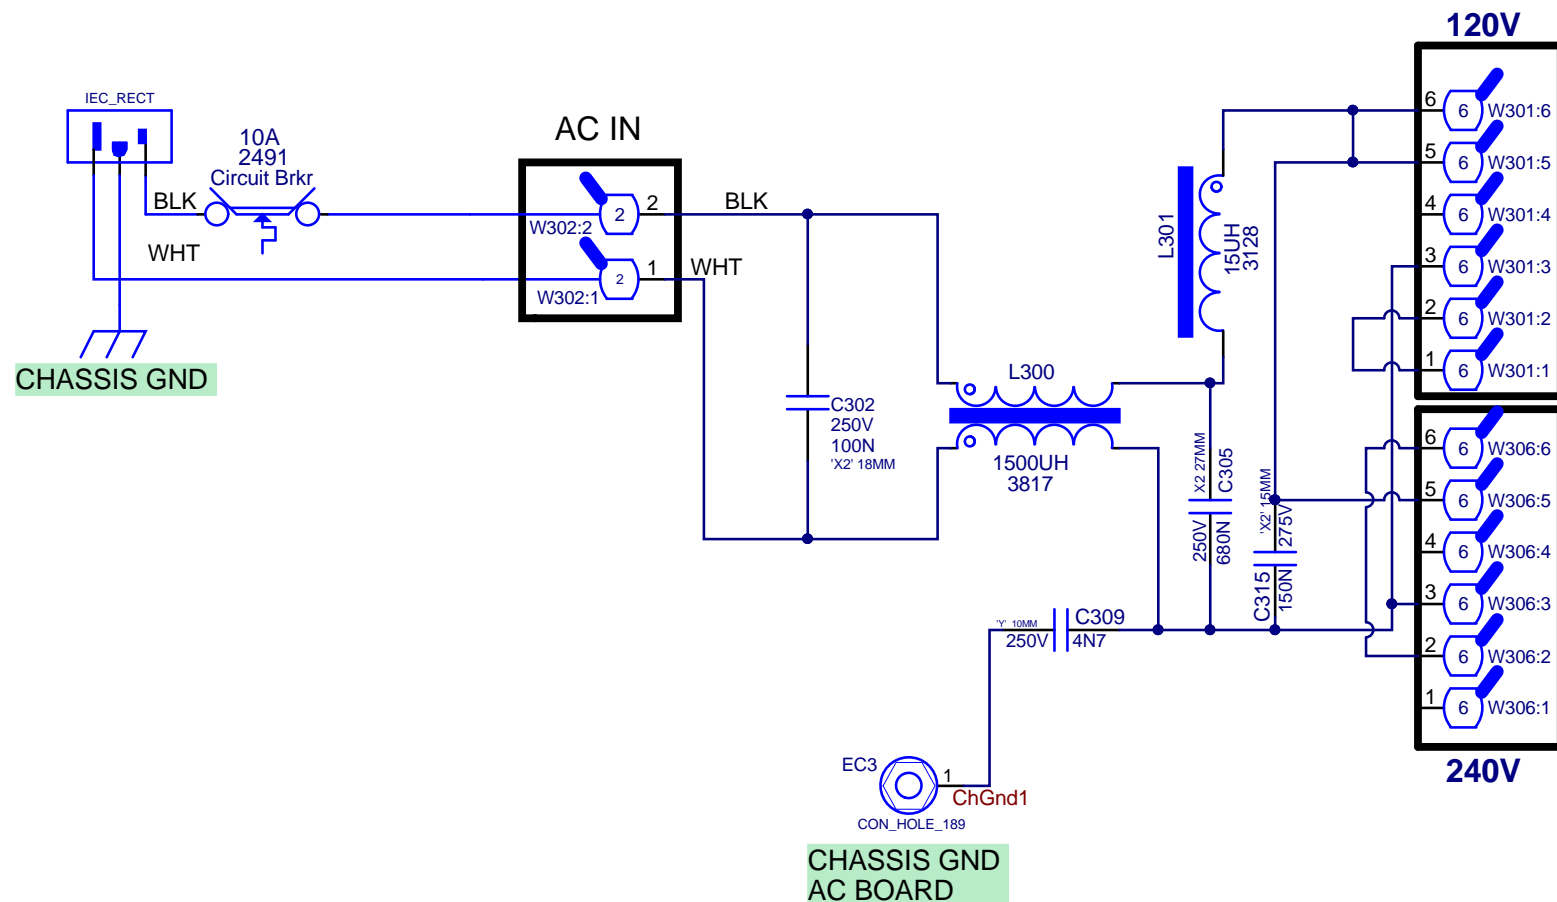 120V
IEC_RECT
10A
2491
Circuit Brkr
BLK
WHT
CHASSIS GND
AC IN
2
2
W302:2
1
2
W302:1
BLK
WHT
C302
250V
100N
'X2' 18MM
L300
1500UH
3817
L301
15UH
3128
X2 27MM
C305
250V
680N
'X2' 15MM
275V
C315
150N
'Y' 10MM
250V
C309
4N7
EC3
1
ChGnd1
CON_HOLE_189
CHASSIS GND
AC BOARD
6 6 W301:6
5 6 W301:5
4 6 W301:4
3 6 W301:3
2 6 W301:2
1 6 W301:1
6 6 W306:6
5 6 W306:5
4 6 W306:4
3 6 W306:3
2 6 W306:2
1 6 W306:1
240V